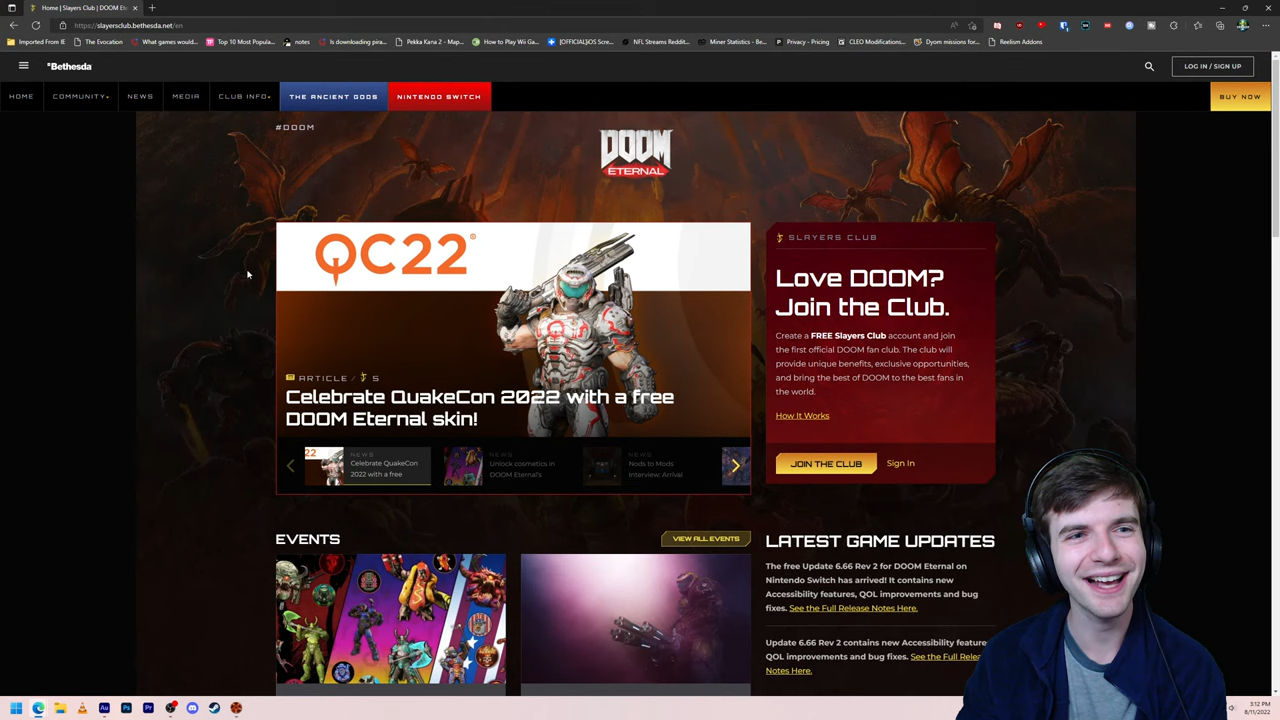 Home | Slayers Club | DOOM Ete
https://slayersclub.bethesda.net/en
Imported From IE
The Evocation
What games would...
Top 10 Most Popula...
notes
Is downloading pira...
Pekka Kana 2 - Map...
How to Play Wii Ga...
[OFFICIAL]iOS Scre...
NFL Streams Reddit...
Miner Statistics - Be...
Privacy - Pricing
CLEO Modifications...
Dyom missions for...
Reelism Addons
Bethesda
LOG IN / SIGN UP
HOME
COMMUNITY
NEWS
MEDIA
CLUB INFO
THE ANCIENT GODS
NINTENDO SWITCH
BUY NOW
#DOOM
DOOM
ETERNAL
QC22
ARTICLE / 5
Celebrate QuakeCon 2022 with a free
DOOM Eternal skin!
22
NEWS
Celebrate QuakeCon
2022 with a free
NEWS
Unlock cosmetics in
DOOM Eternal's
NEWS
Nods to Mods
Interview: Arrival
SLAYERS CLUB
Love DOOM?
Join the Club.
Create a FREE Slayers Club account and join
the first official DOOM fan club. The club will
provide unique benefits, exclusive opportunities,
and bring the best of DOOM to the best fans in
the world.
How It Works
JOIN THE CLUB
Sign In
EVENTS
VIEW ALL EVENTS
LATEST GAME UPDATES
The free Update 6.66 Rev 2 for DOOM Eternal on
Nintendo Switch has arrived! It contains new
Accessibility features, QOL improvements and bug
fixes. See the Full Release Notes Here.
Update 6.66 Rev 2 contains new Accessibility feature
QOL improvements and bug fixes. See the Full Relea
Notes Here.
Au
Ps
Pr
3:12 PM
8/11/2022